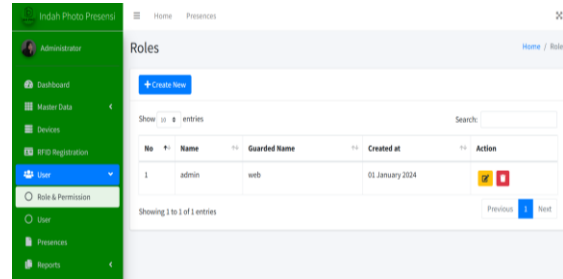 Indah Photo Presensi
Home Presences
Administrator
Roles
Home / Role
Dashboard
Create New
Master Data
Show 10 entries
Search:
Devices
RFID Registration
No Name Guarded Name Created at Action
User
1 admin web 01 January 2024
Role & Permission
Showing 1 to 1 of 1 entries
Previous 1 Next
User
Presences
Reports